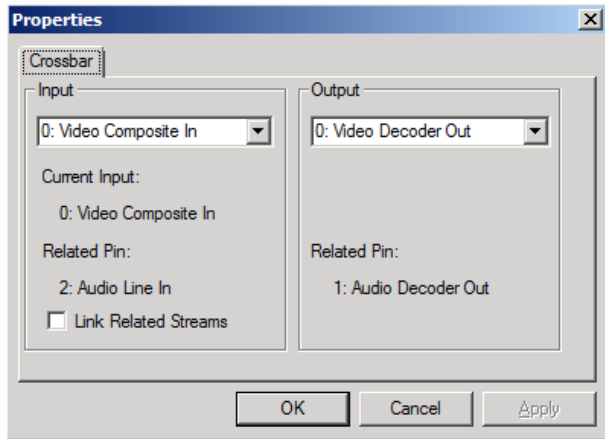 Properties
Crossbar
Input
0: Video Composite In
Current Input:
0: Video Composite In
Related Pin:
2: Audio Line In
Link Related Streams
Output
0: Video Decoder Out
Related Pin:
1: Audio Decoder Out
OK
Cancel
Apply